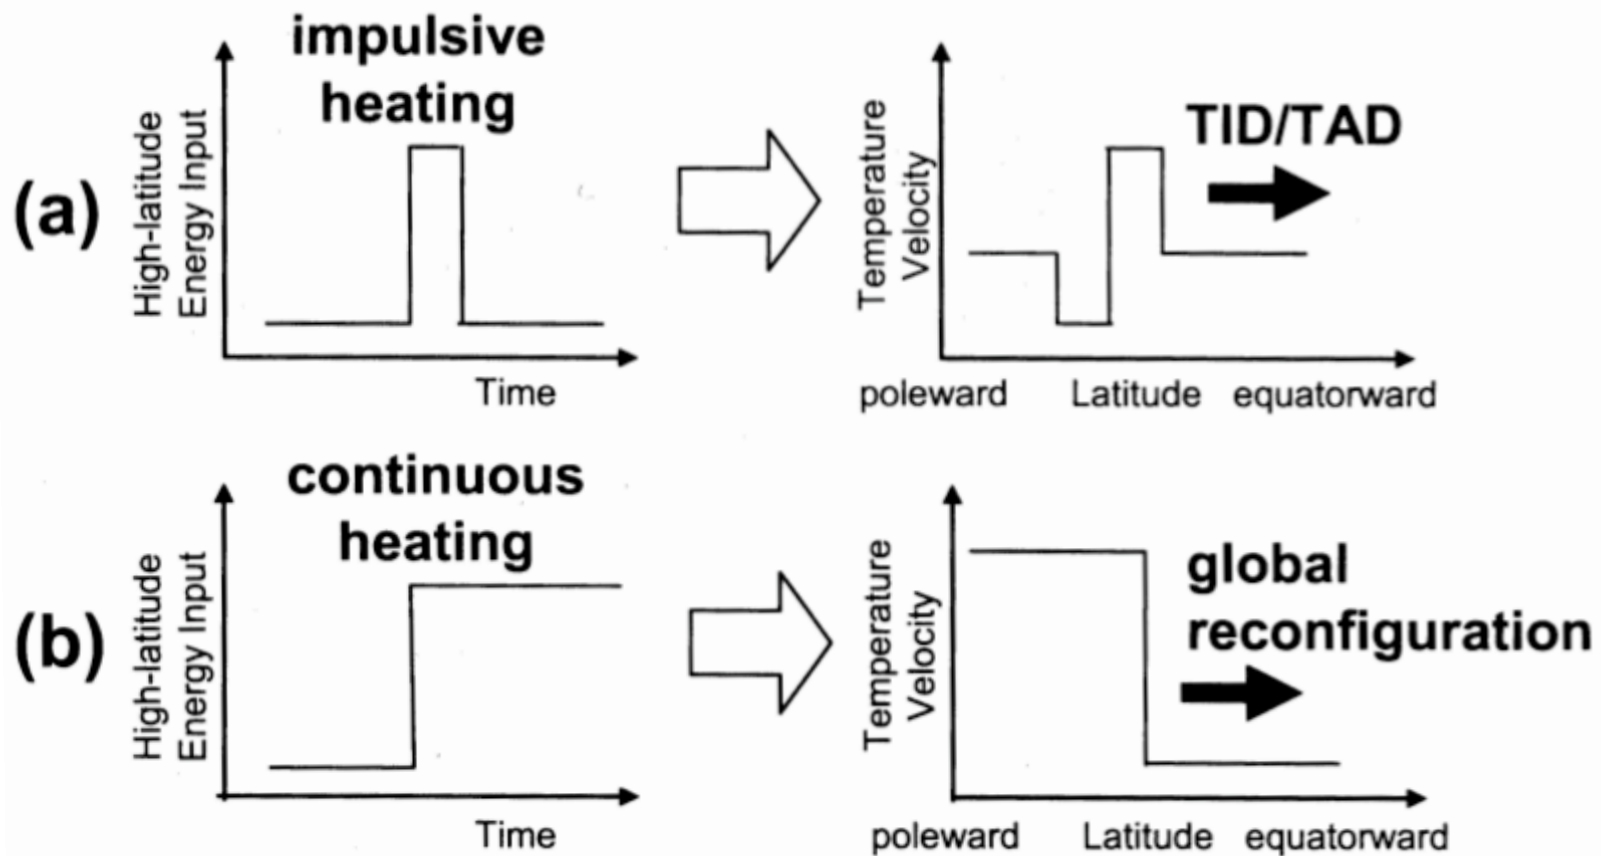 (a)
impulsive
heating
High-latitude
Energy Input
Time
Temperature
Velocity
TID/TAD
poleward Latitude equatorward
(b)
continuous
heating
High-latitude
Energy Input
Time
Temperature
Velocity
global
reconfiguration
poleward Latitude equatorward